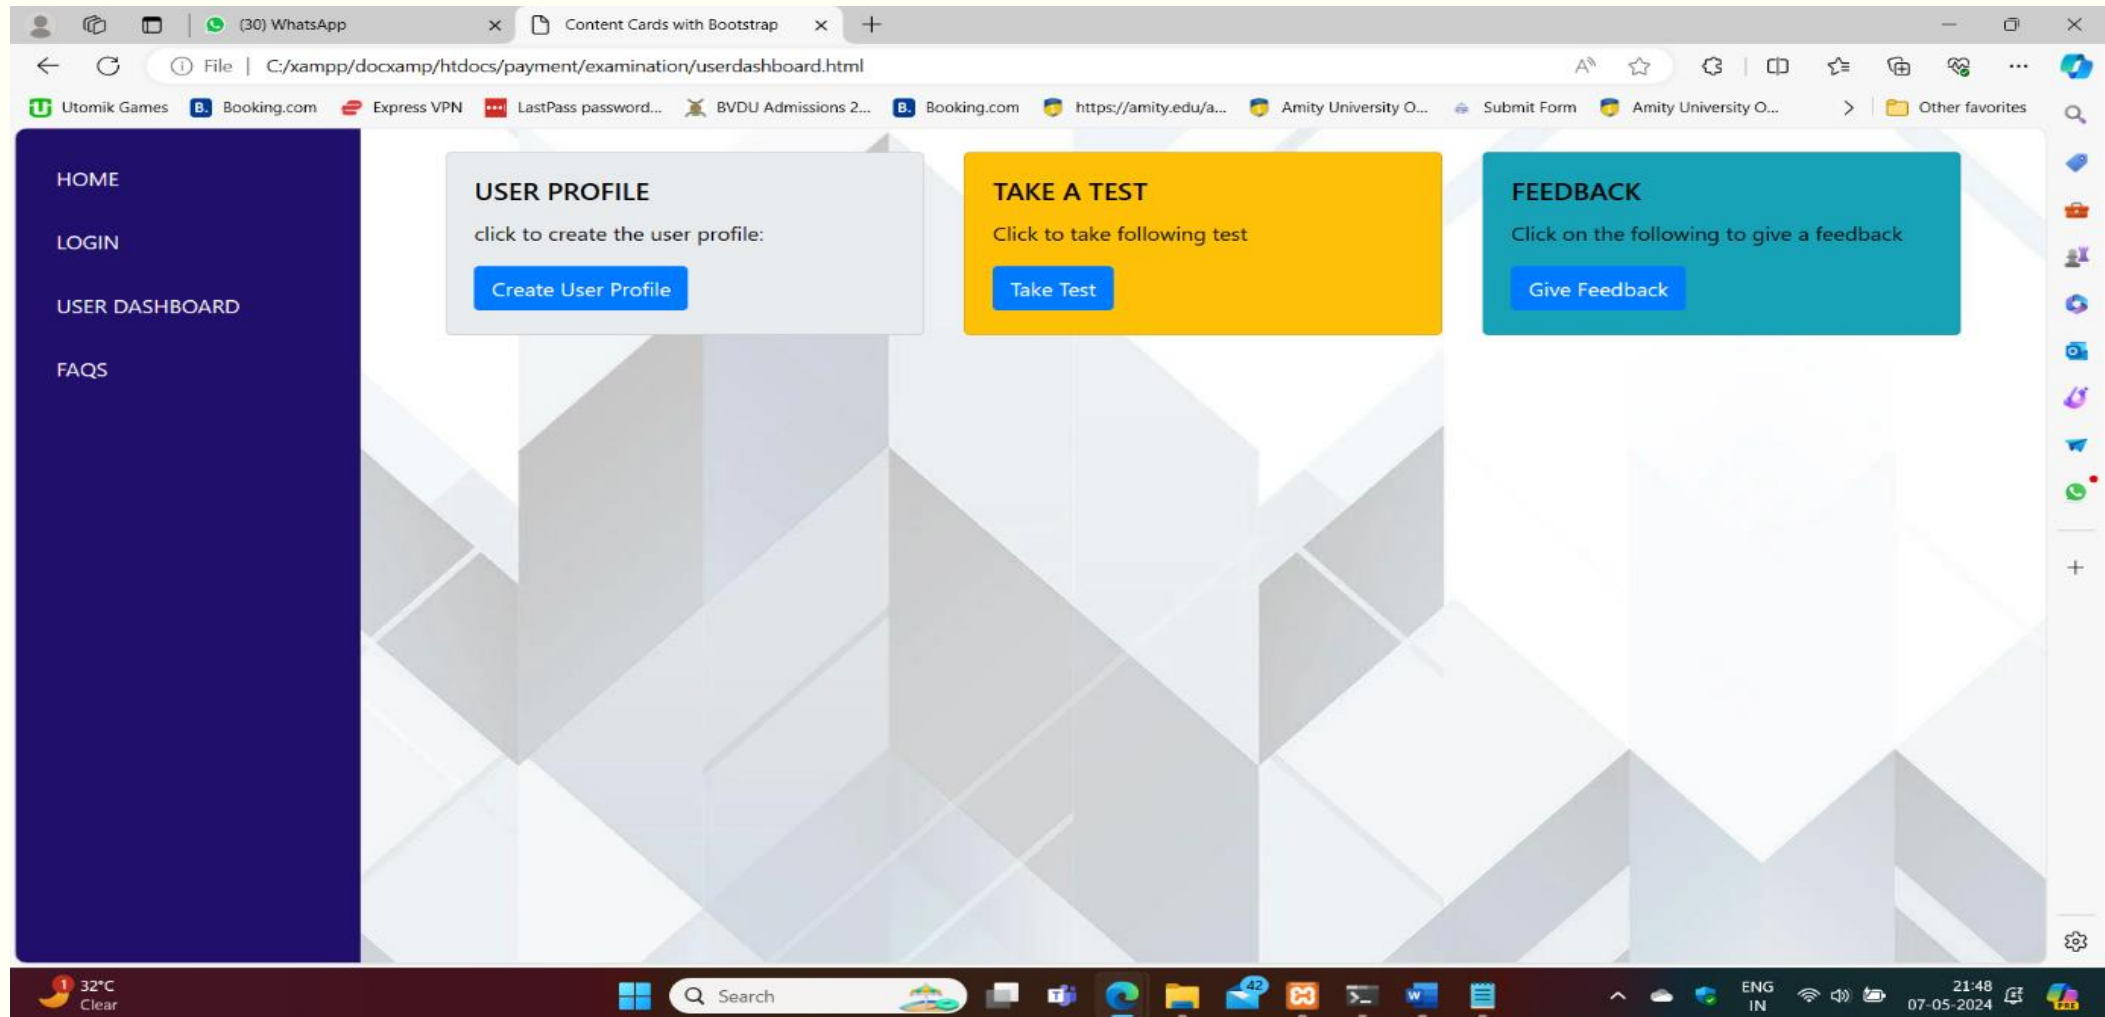 (30) WhatsApp
Content Cards with Bootstrap
File | C:/xampp/docxamp/htdocs/payment/examination/userdashboard.html
Utomik Games B. Booking.com Express VPN LastPass password... BVDU Admissions 2... B. Booking.com https://amity.edu/a... Amity University O... Submit Form Amity University O... Other favorites
HOME
LOGIN
USER DASHBOARD
FAQS
USER PROFILE
click to create the user profile:
Create User Profile
TAKE A TEST
Click to take following test
Take Test
FEEDBACK
Click on the following to give a feedback
Give Feedback
1
32°C
Clear
Search
42
ENG
IN
21:48
07-05-2024
PRE